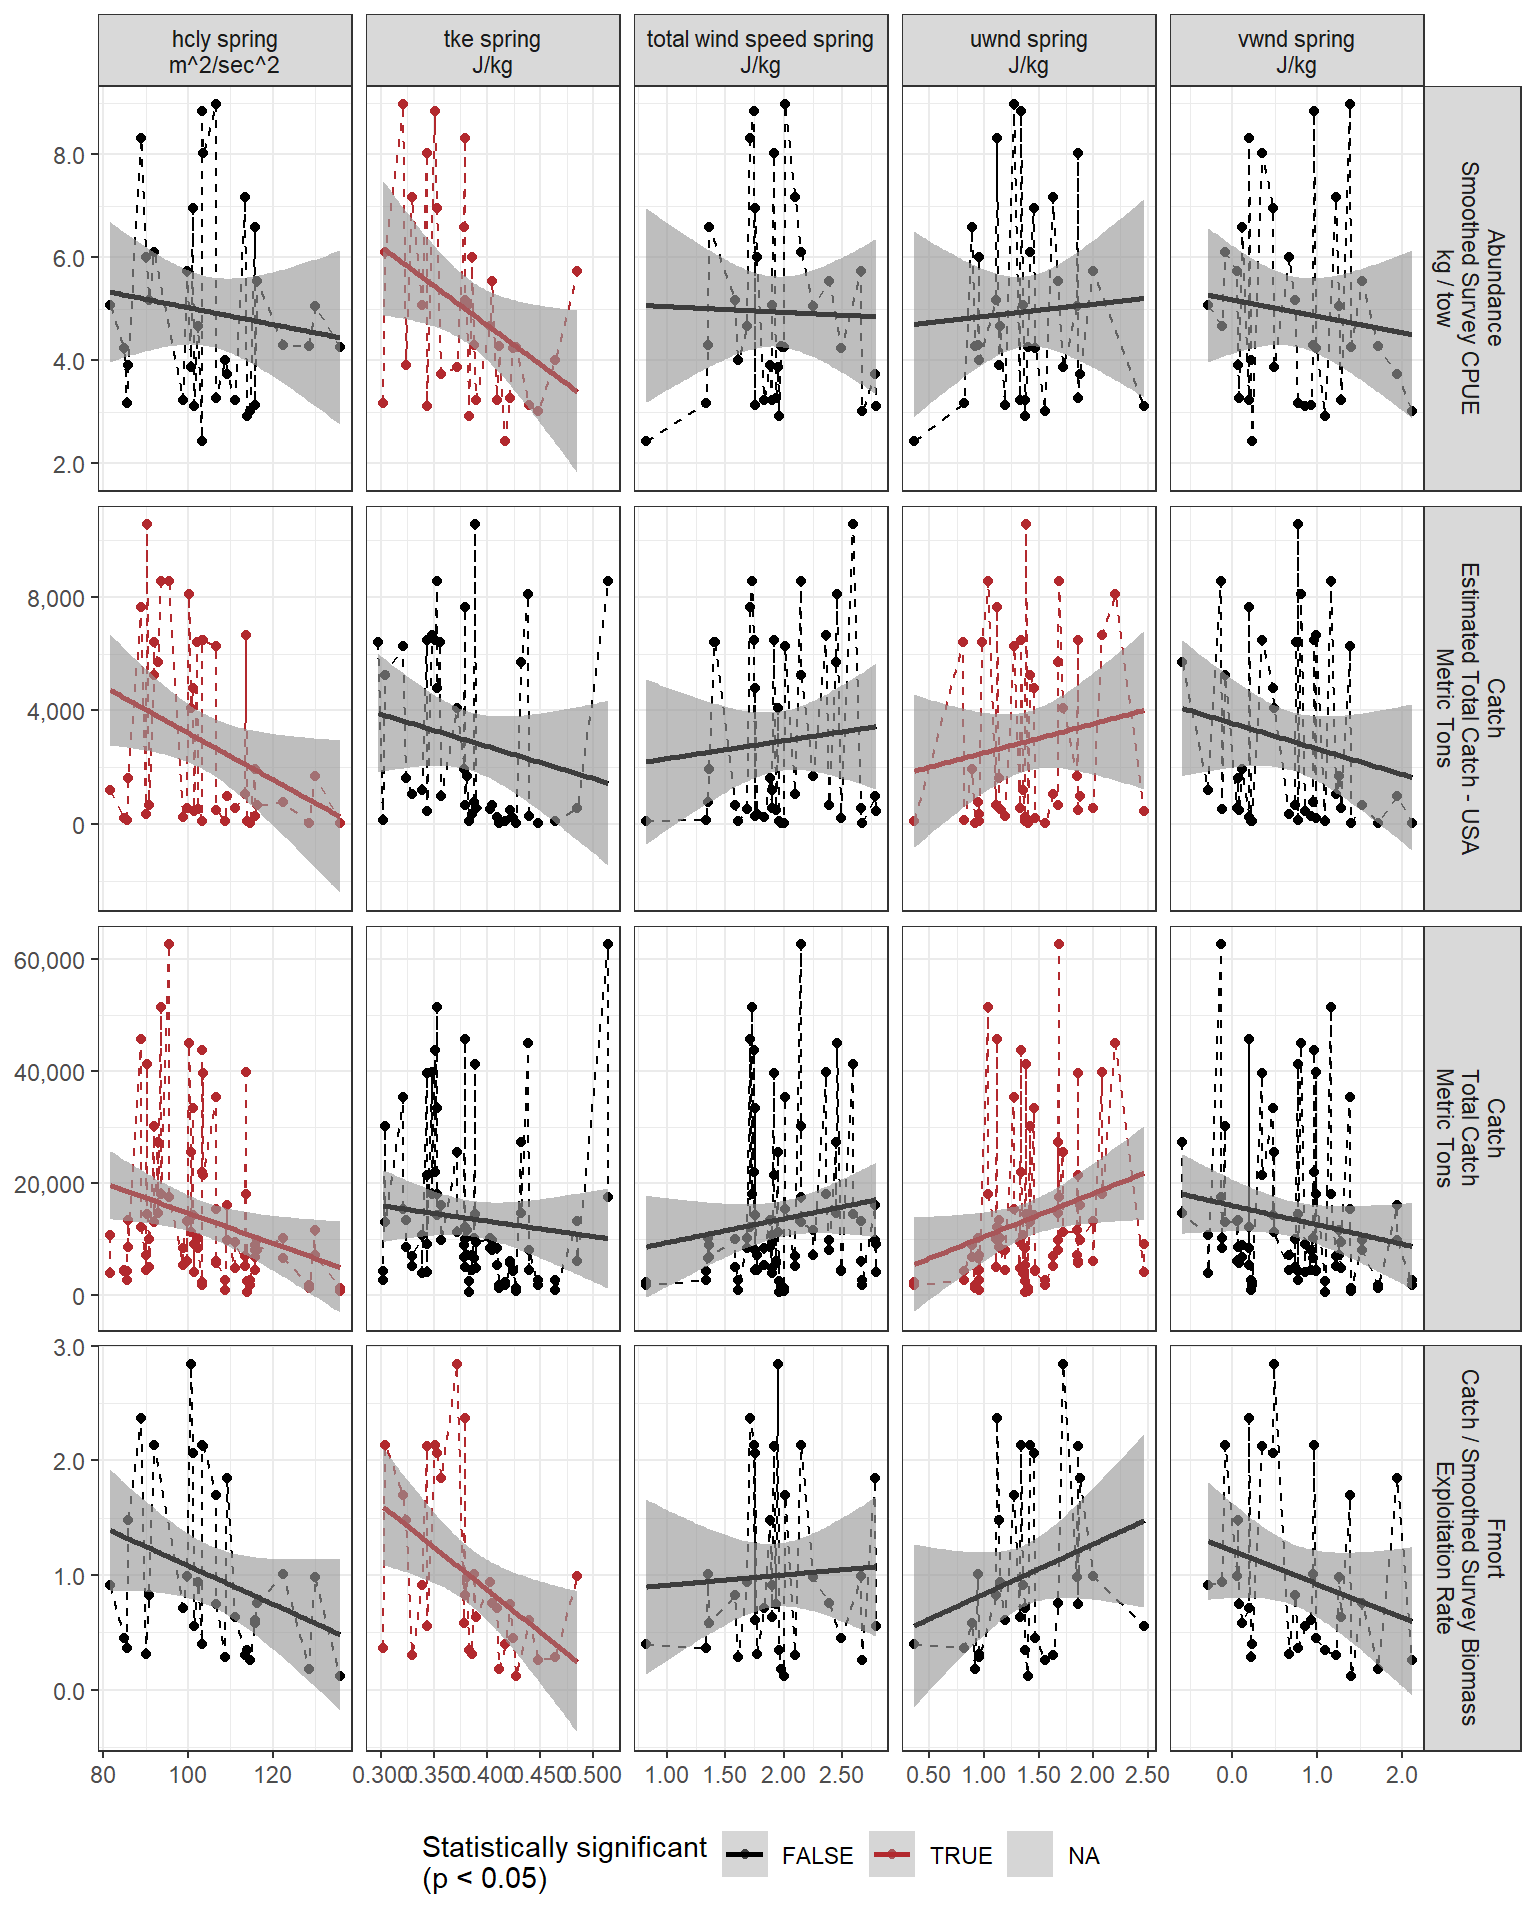 hcly spring
m^2/sec^2
tke spring
J/kg
total wind speed spring
J/kg
uwnd spring
J/kg
vwnd spring
J/kg
8.0
6.0
4.0
2.0
Abundance
Smoothed Survey CPUE
kg / tow
8,000
4,000
0
Catch
Estimated Total Catch - USA
Metric Tons
60,000
40,000
20,000
0
Catch
Total Catch
Metric Tons
3.0
2.0
1.0
0.0
Fmort
Catch / Smoothed Survey Biomass
Exploitation Rate
80 100 120
0.300 0.350 0.400 0.450 0.500
1.00 1.50 2.00 2.50
0.50 1.00 1.50 2.00 2.50
0.0 1.0 2.0
Statistically significant
(p < 0.05)
FALSE TRUE NA